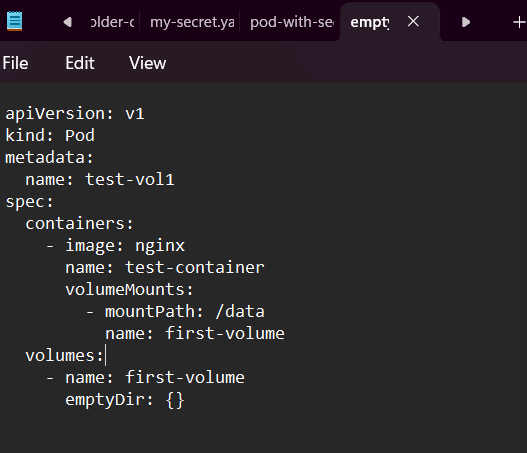 older-c my-secret.ya pod-with-se empty
File Edit View
apiVersion: v1
kind: Pod
metadata:
  name: test-vol1
spec:
  containers:
    - image: nginx
      name: test-container
      volumeMounts:
        - mountPath: /data
          name: first-volume
  volumes:
    - name: first-volume
      emptyDir: {}